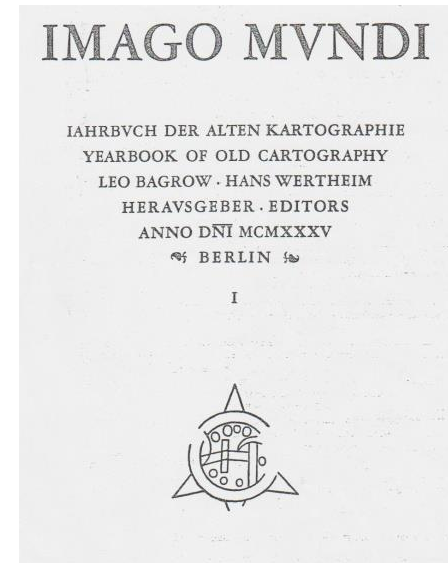 IMAGO MVNDI
IAHRBVCH DER ALTEN KARTOGRAPHIE
YEARBOOK OF OLD CARTOGRAPHY
LEO BAGROW · HANS WERTHEIM
HERAVSGEBER · EDITORS
ANNO DN̅I̅ MCMXXXV
BERLIN
I